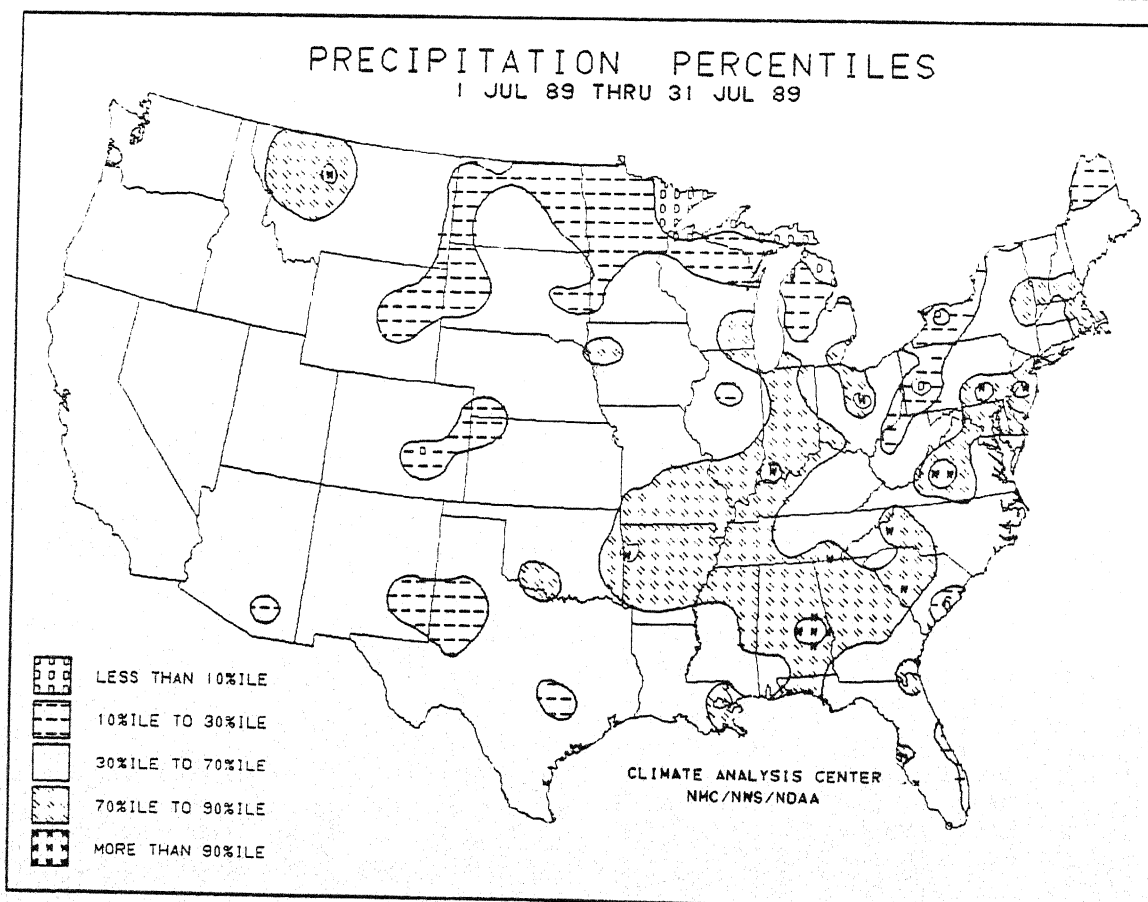 PRECIPITATION PERCENTILES
1 JUL 89 THRU 31 JUL 89
LESS THAN 10%ILE
10%ILE TO 30%ILE
30%ILE TO 70%ILE
70%ILE TO 90%ILE
MORE THAN 90%ILE
CLIMATE ANALYSIS CENTER
NMC/NWS/NOAA